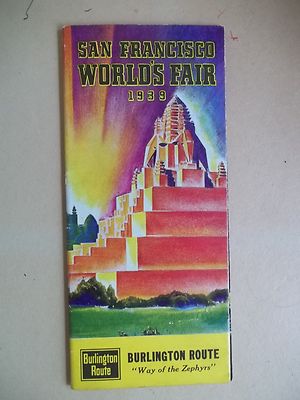 SAN FRANCISCO
WORLD'S FAIR
1939
Burlington
Route
BURLINGTON ROUTE
"Way of the Zephyrs"